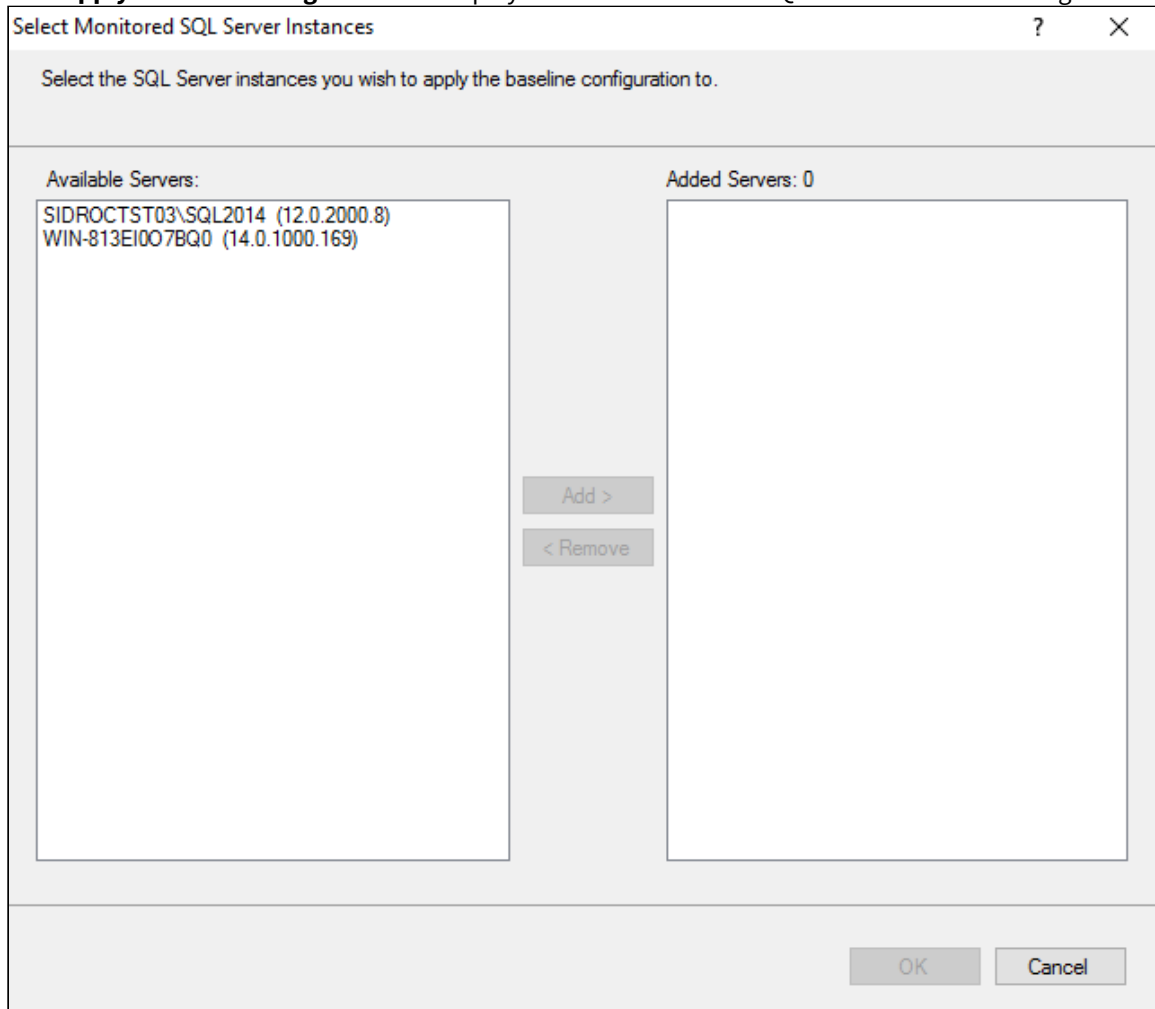 Select Monitored SQL Server Instances
?
Select the SQL Server instances you wish to apply the baseline configuration to.
Available Servers:
Added Servers: 0
SIDROCTST03\SQL2014 (12.0.2000.8)
WIN-813EI0O7BQ0 (14.0.1000.169)
Add >
< Remove
OK
Cancel